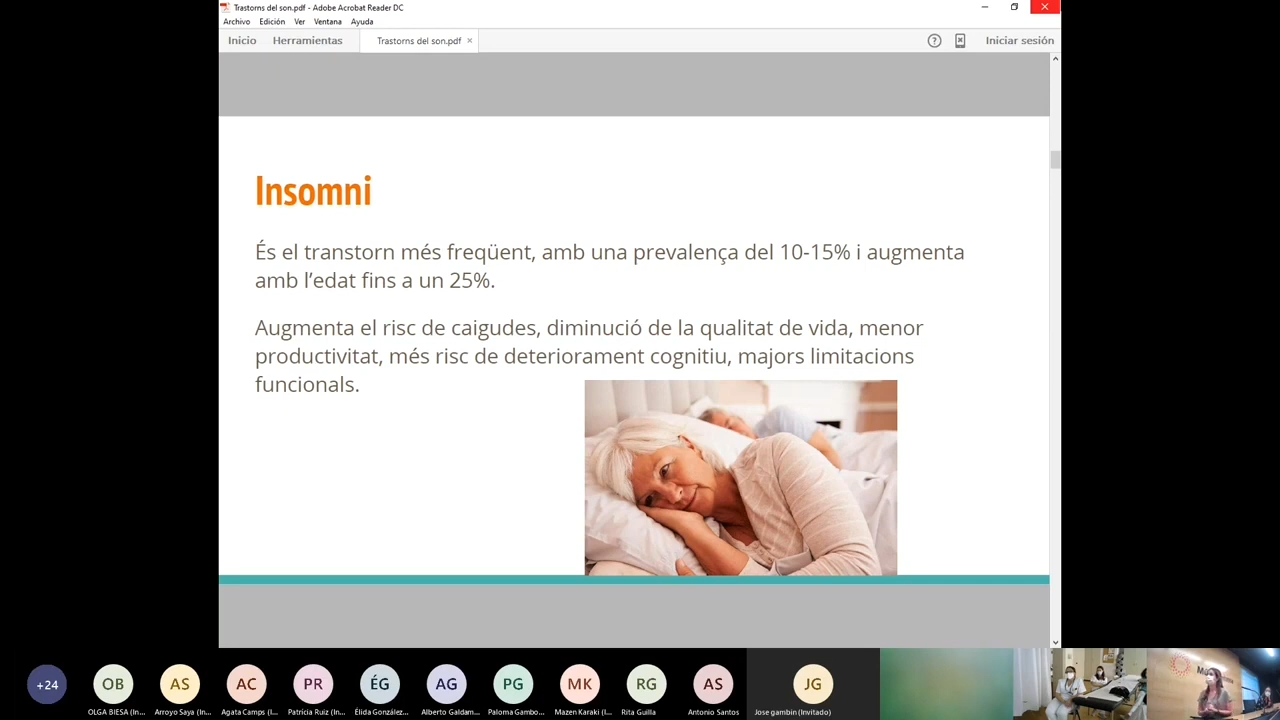 Trastorns del son.pdf - Adobe Acrobat Reader DC
Archivo Edición Ver Ventana Ayuda
Inicio Herramientas Trastorns del son.pdf × Iniciar sesión
Insomni
És el transtorn més freqüent, amb una prevalença del 10-15% i augmenta
amb l’edat fins a un 25%.
Augmenta el risc de caigudes, diminució de la qualitat de vida, menor
productivitat, més risc de deteriorament cognitiu, majors limitacions
funcionals.
+24 OB AS AC PR ÉG AG PG MK RG AS JG
OLGA BIESA (In... Arroyo Saya (In... Agata Camps (I... Patricia Ruiz (In... Élida González... Alberto Galdam... Paloma Gambo... Mazen Karaki (I... Rita Guilla Antonio Santos Jose gambin (Invitado)